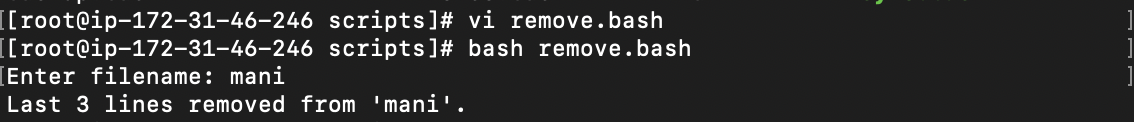 [[root@ip-172-31-46-246 scripts]# vi remove.bash ]
[[root@ip-172-31-46-246 scripts]# bash remove.bash ]
[Enter filename: mani ]
Last 3 lines removed from 'mani'.